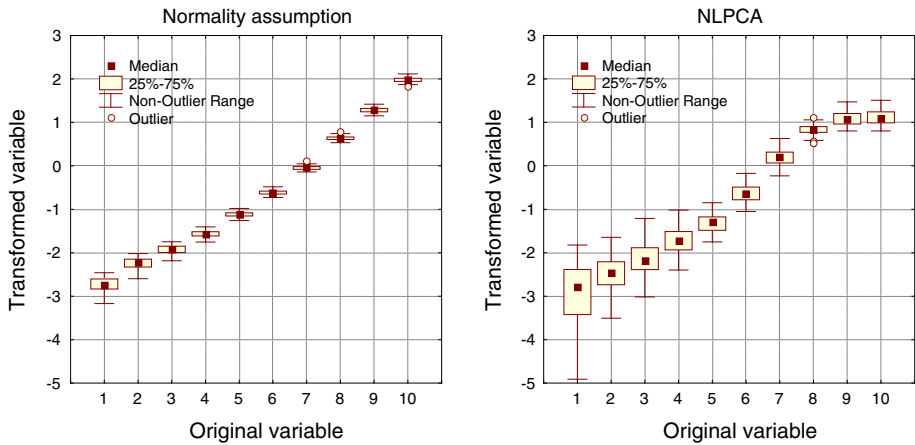 Normality assumption
3
2
1
0
-1
-2
-3
-4
-5
Transformed variable
Median
25%-75%
Non-Outlier Range
Outlier
1 2 3 4 5 6 7 8 9 10
Original variable
NLPCA
3
2
1
0
-1
-2
-3
-4
-5
Transformed variable
Median
25%-75%
Non-Outlier Range
Outlier
1 2 3 4 5 6 7 8 9 10
Original variable